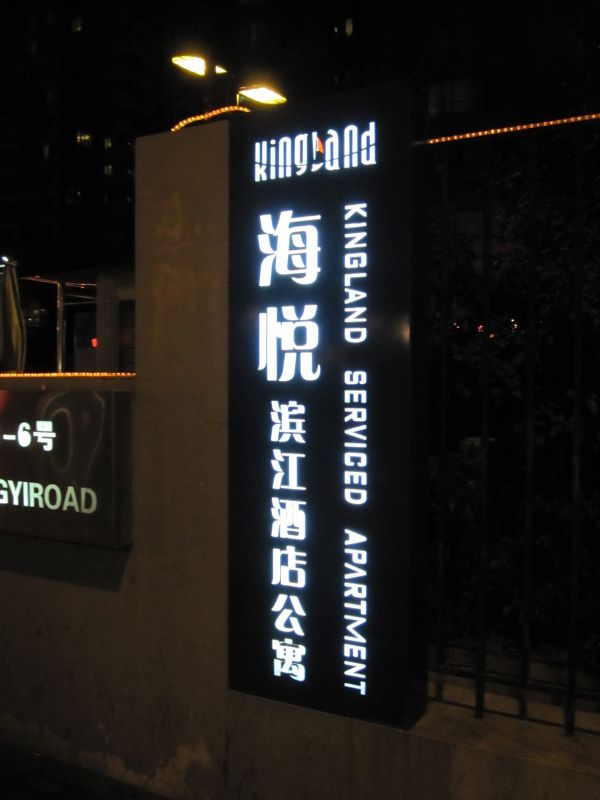 kingland
海悦
滨江酒店公寓
KINGLAND SERVICED APARTMENT
-6号
GYIROAD